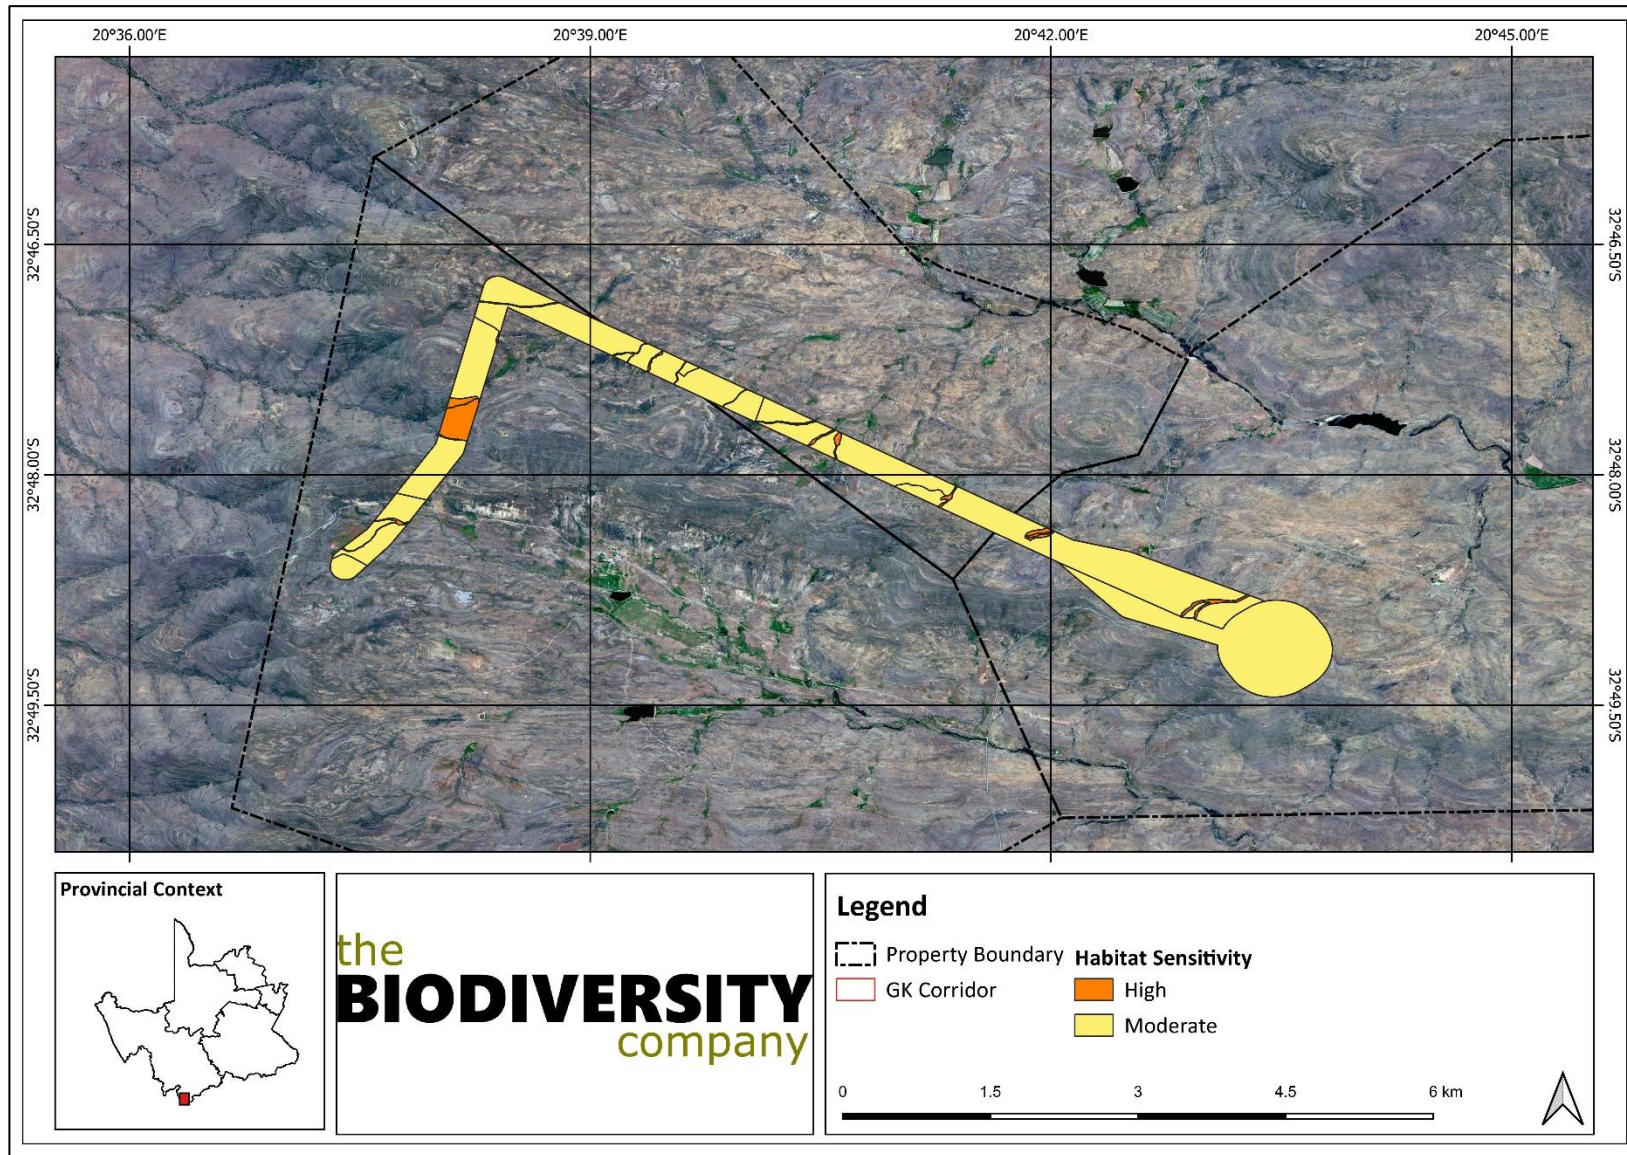 20°36.00′E 20°39.00′E 20°42.00′E 20°45.00′E
32°46.50′S 32°46.50′S
32°48.00′S 32°48.00′S
32°49.50′S 32°49.50′S
Provincial Context
the
BIODIVERSITY
company
Legend
Property Boundary
GK Corridor
Habitat Sensitivity
High
Moderate
0 1.5 3 4.5 6 km